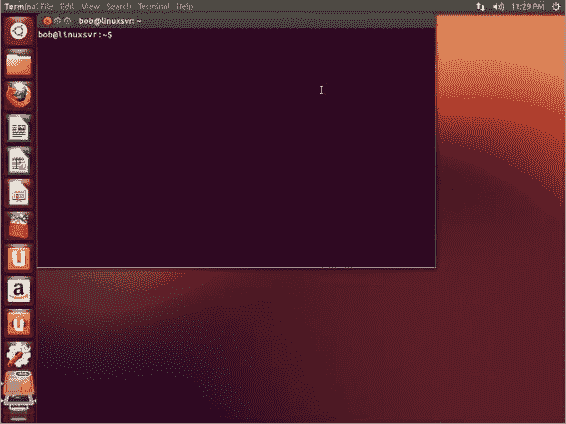 Terminal File Edit View Search Terminal Help 11:29 PM
bob@linuxsvr: ~
bob@linuxsvr:~$
a